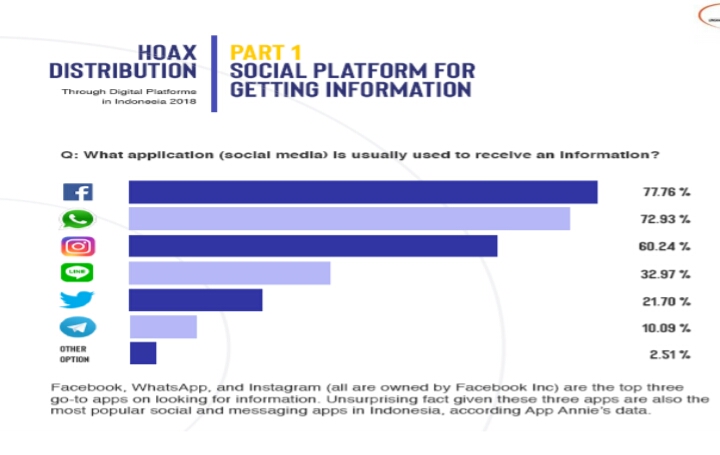 HOAX
DISTRIBUTION
Through Digital Platforms
in Indonesia 2018
PART 1
SOCIAL PLATFORM FOR
GETTING INFORMATION
Q: What application (social media) is usually used to receive an information?
77.76 %
72.93 %
60.24 %
LINE
32.97 %
21.70 %
10.09 %
OTHER
OPTION
2.51 %
Facebook, WhatsApp, and Instagram (all are owned by Facebook Inc) are the top three
go-to apps on looking for information. Unsurprising fact given these three apps are also the
most popular social and messaging apps in Indonesia, according App Annie's data.